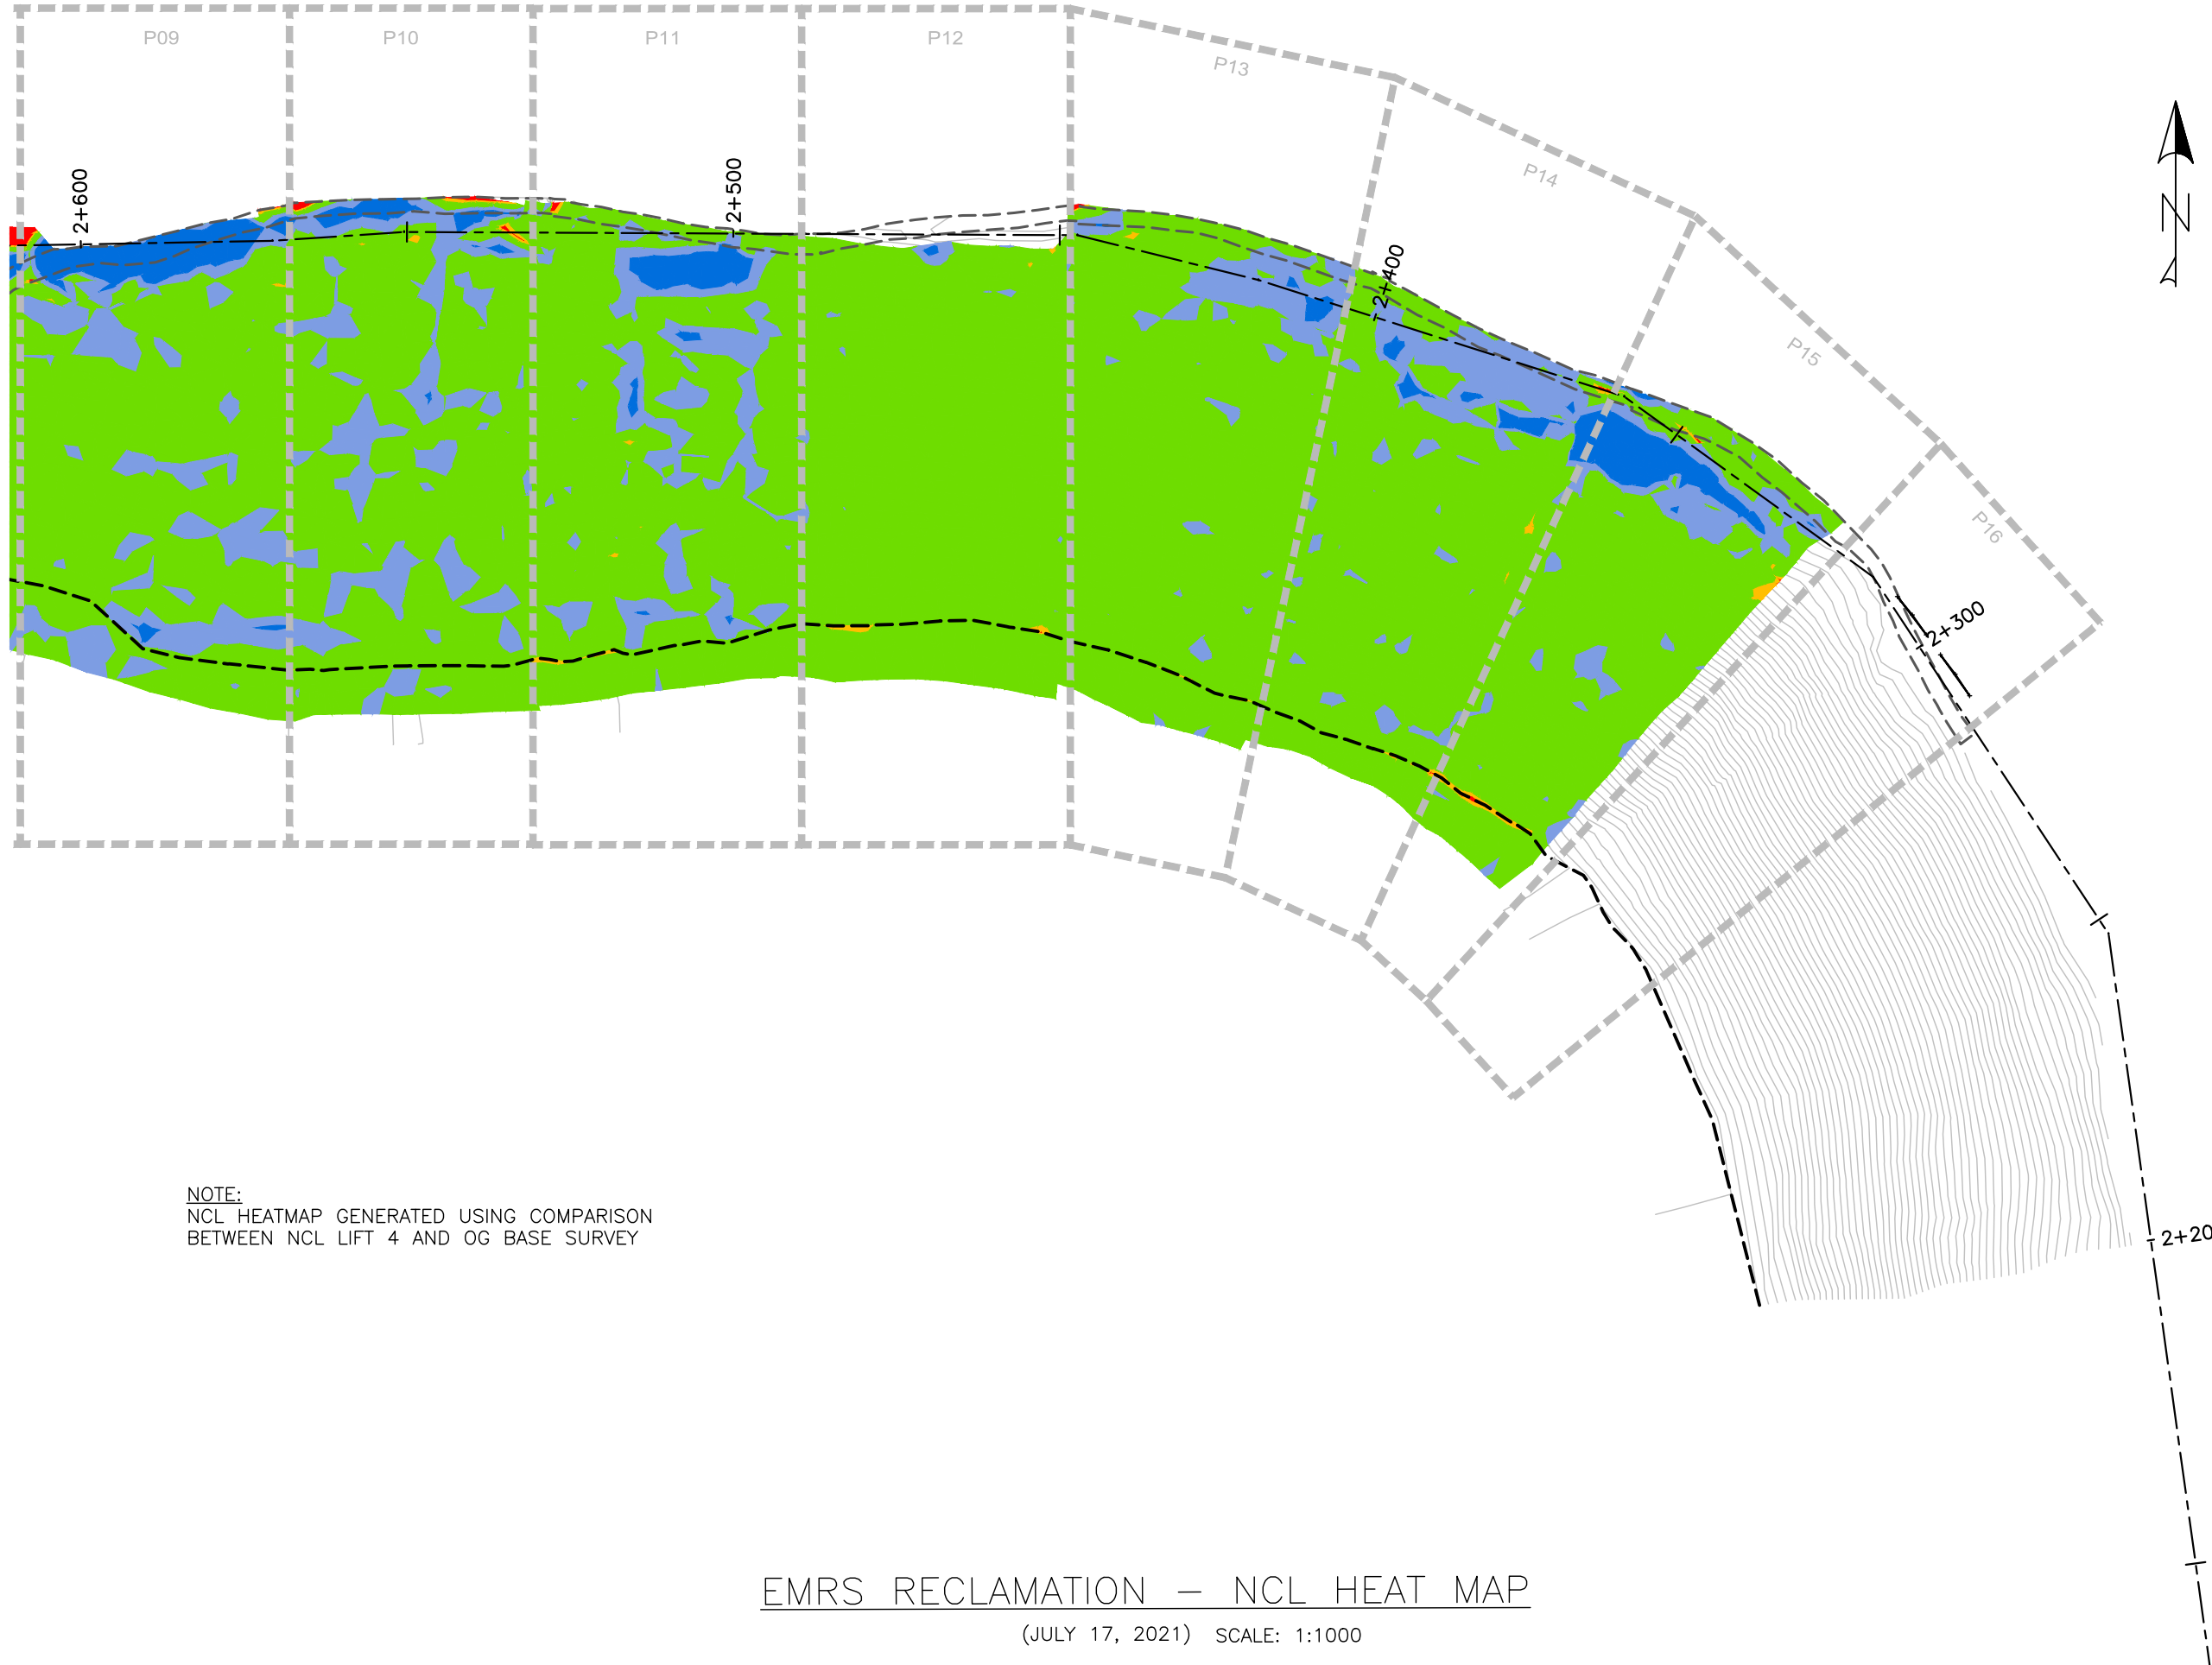 P09
P10
P11
P12
P13
P14
P15
P16
2+600
2+500
2+400
2+300
2+20
N
NOTE:
NCL HEATMAP GENERATED USING COMPARISON
BETWEEN NCL LIFT 4 AND OG BASE SURVEY
EMRS RECLAMATION – NCL HEAT MAP
(JULY 17, 2021) SCALE: 1:1000